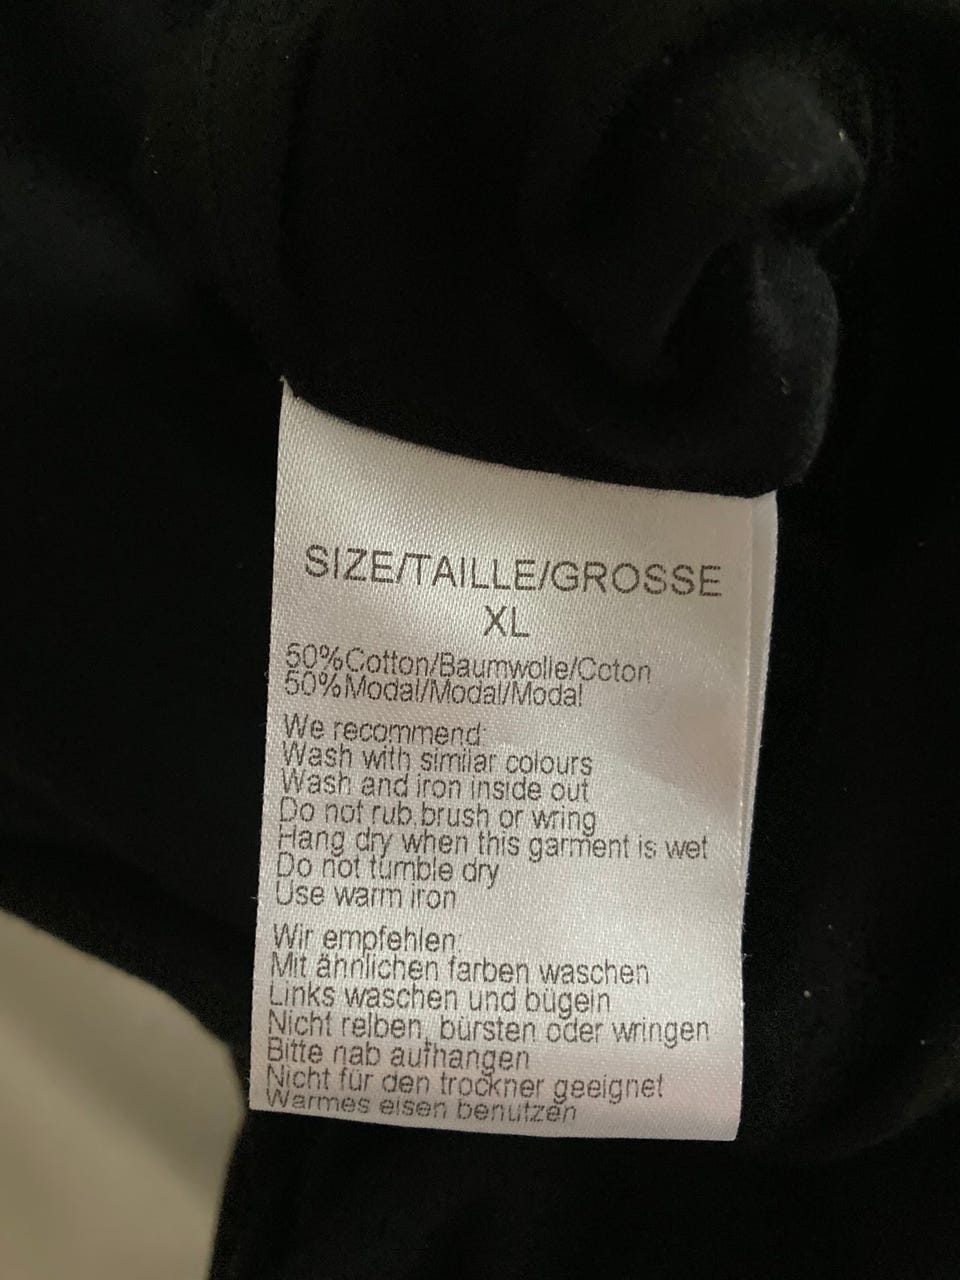 SIZE/TAILLE/GROSSE
XL
50%Cotton/Baumwolle/Coton
50%Modal/Modal/Modal
We recommend:
Wash with similar colours
Wash and iron inside out
Do not rub,brush or wring
Hang dry when this garment is wet
Do not tumble dry
Use warm iron
Wir empfehlen:
Mit ähnlichen farben waschen
Links waschen und bugeln
Nicht relben, bursten oder wringen
Bitte nab aufhangen
Nicht für den trockner geeignet
Warmes eisen benutzen